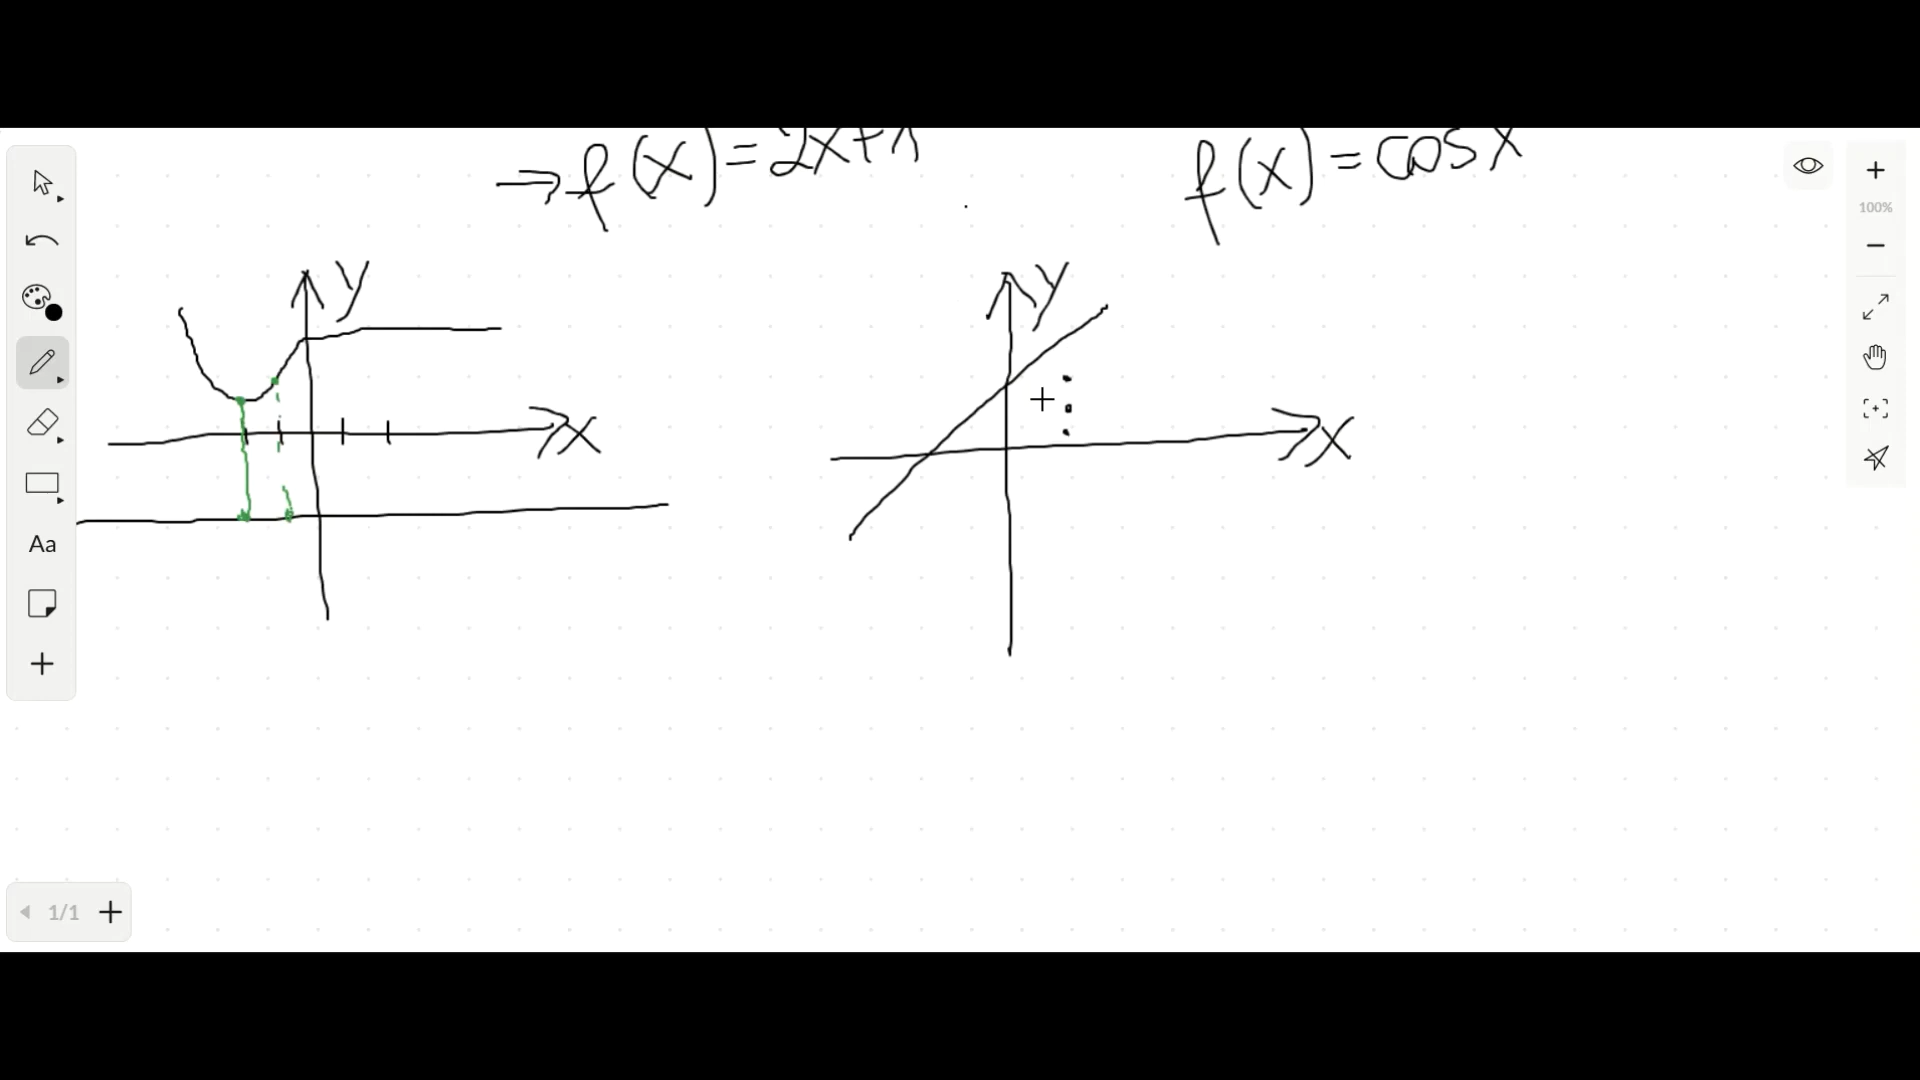 → f(x) = 2x+1
f(x) = cos x
100%
y
y
x
x
Aa
1/1